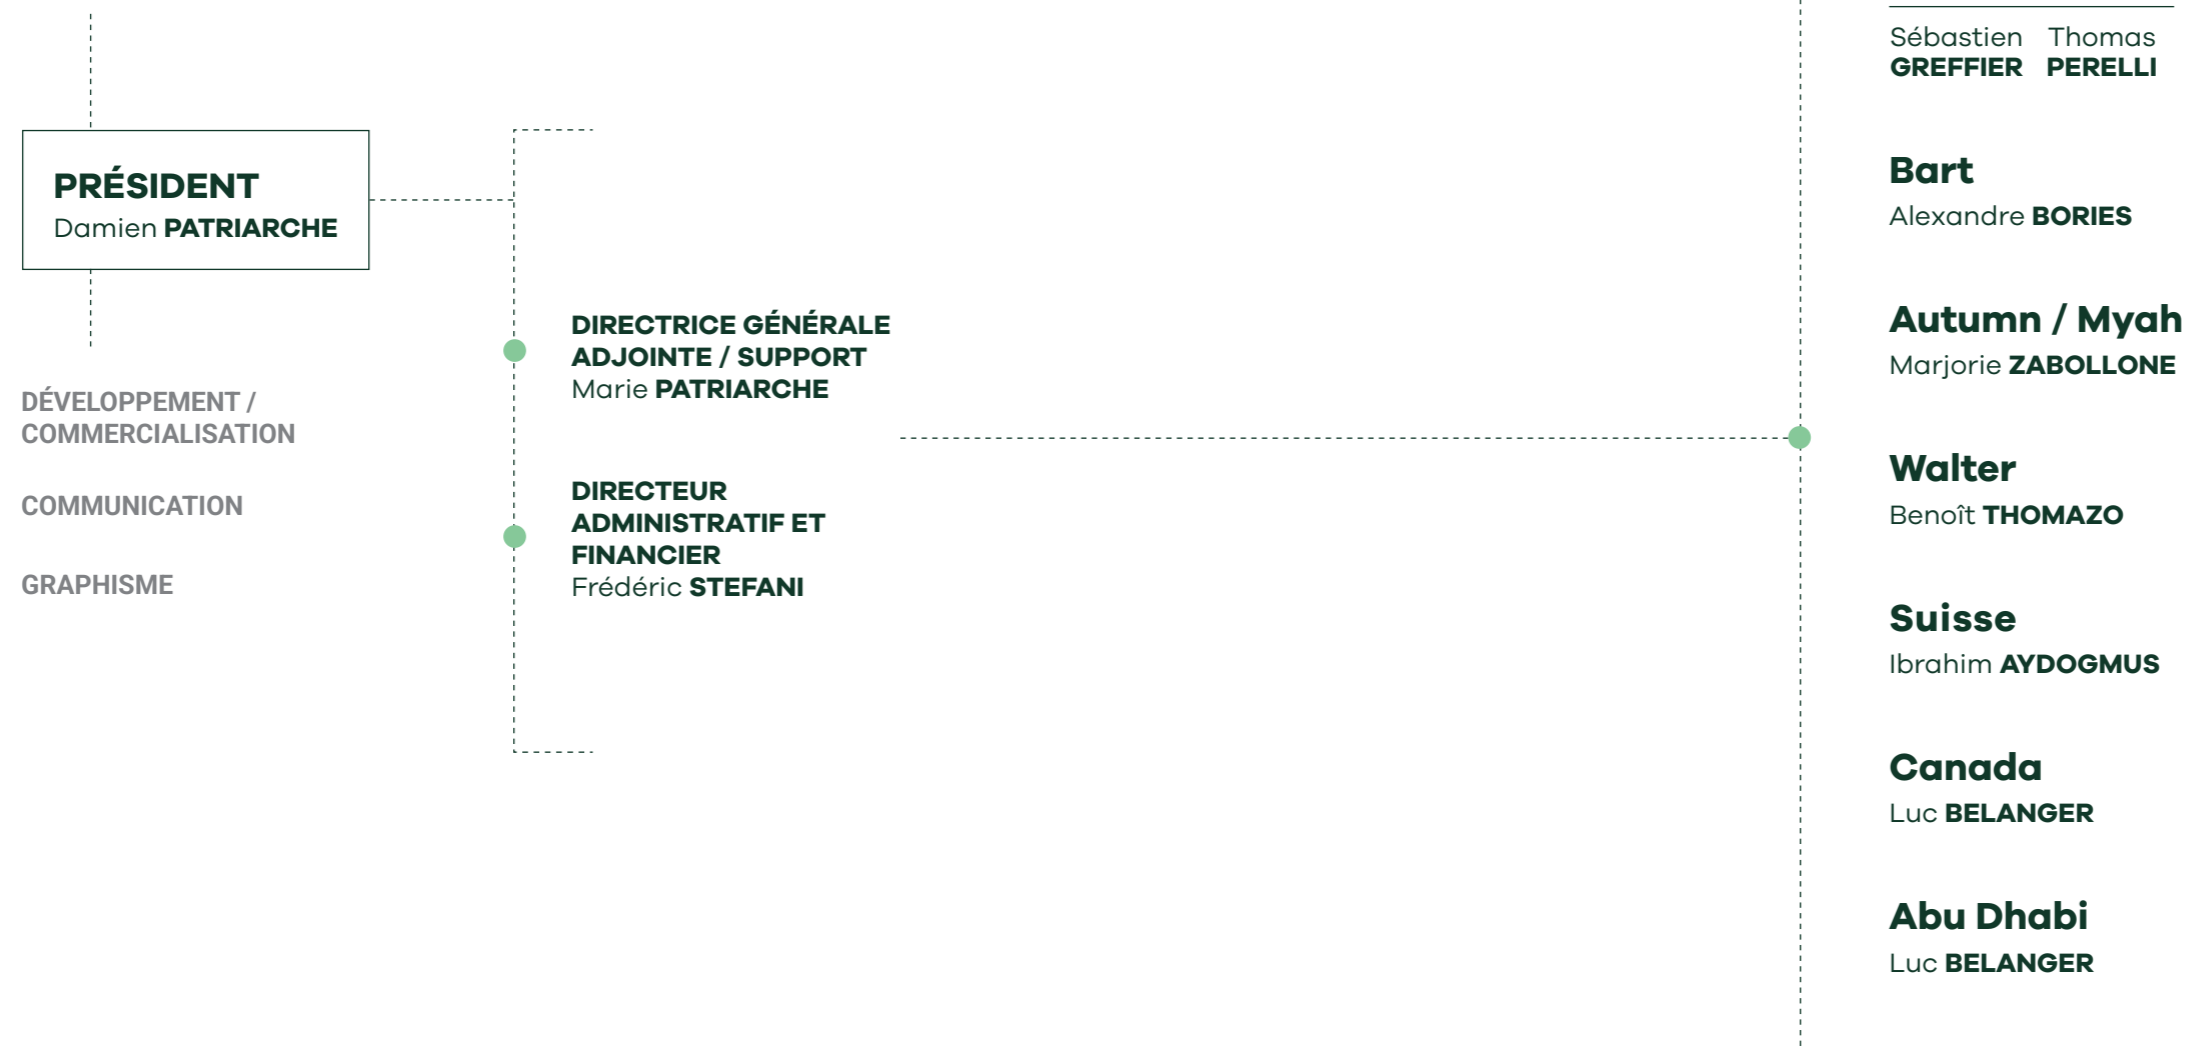 PRÉSIDENT
Damien PATRIARCHE
DÉVELOPPEMENT /
COMMERCIALISATION
COMMUNICATION
GRAPHISME
DIRECTRICE GÉNÉRALE
ADJOINTE / SUPPORT
Marie PATRIARCHE
DIRECTEUR
ADMINISTRATIF ET
FINANCIER
Frédéric STEFANI
Sébastien Thomas
GREFFIER PERELLI
Bart
Alexandre BORIES
Autumn / Myah
Marjorie ZABOLLONE
Walter
Benoît THOMAZO
Suisse
Ibrahim AYDOGMUS
Canada
Luc BELANGER
Abu Dhabi
Luc BELANGER